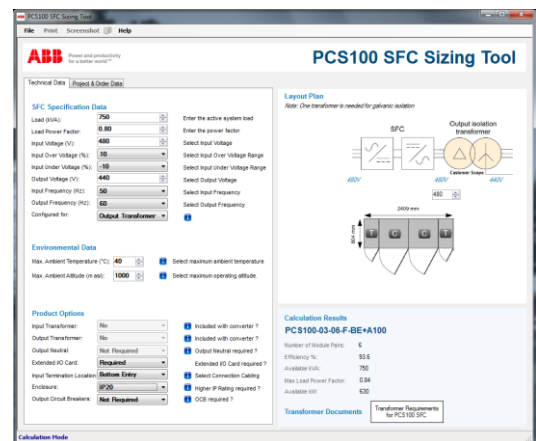 PCS100 SFC Sizing Tool
File Print Screenshot Help
ABB Power and productivity
for a better world™
PCS100 SFC Sizing Tool
Technical Data Project & Order Data
SFC Specification Data
Load (kVA): 750 Enter the active system load
Load Power Factor: 0.80 Enter the power factor
Input Voltage (V): 480 Select Input Voltage
Input Over Voltage (%): 10 Select Input Over Voltage Range
Input Under Voltage (%): -10 Select Input Under Voltage Range
Output Voltage (V): 440 Select Output Voltage
Input Frequency (Hz): 50 Select Input Frequency
Output Frequency (Hz): 60 Select Output Frequency
Configured for: Output Transformer
Environmental Data
Max. Ambient Temperature (°C): 40 Select maximum ambient temperature
Max. Ambient Altitude (m asl): 1000 Select maximum operating altitude.
Product Options
Input Transformer: No Included with converter ?
Output Transformer: No Included with converter ?
Output Neutral: Not Required Output Neutral required ?
Extended I/O Card: Required Extended I/O Card required ?
Input Termination Location: Bottom Entry Select Connection Cabling
Enclosure: IP20 Higher IP Rating required ?
Output Circuit Breakers: Not Required OCB required ?
Layout Plan
Note: One transformer is needed for galvanic isolation
SFC
Output isolation
transformer
Customer Scope
480V 480V 440V
480
2409 mm
804 mm
T C C T
Calculation Results
PCS100-03-06-F-BE+A100
Number of Module Pairs: 6
Efficiency %: 93.6
Available kVA: 750
Max Load Power Factor: 0.84
Available kW: 630
Transformer Documents Transformer Requirements
for PCS100 SFC
Calculation Mode